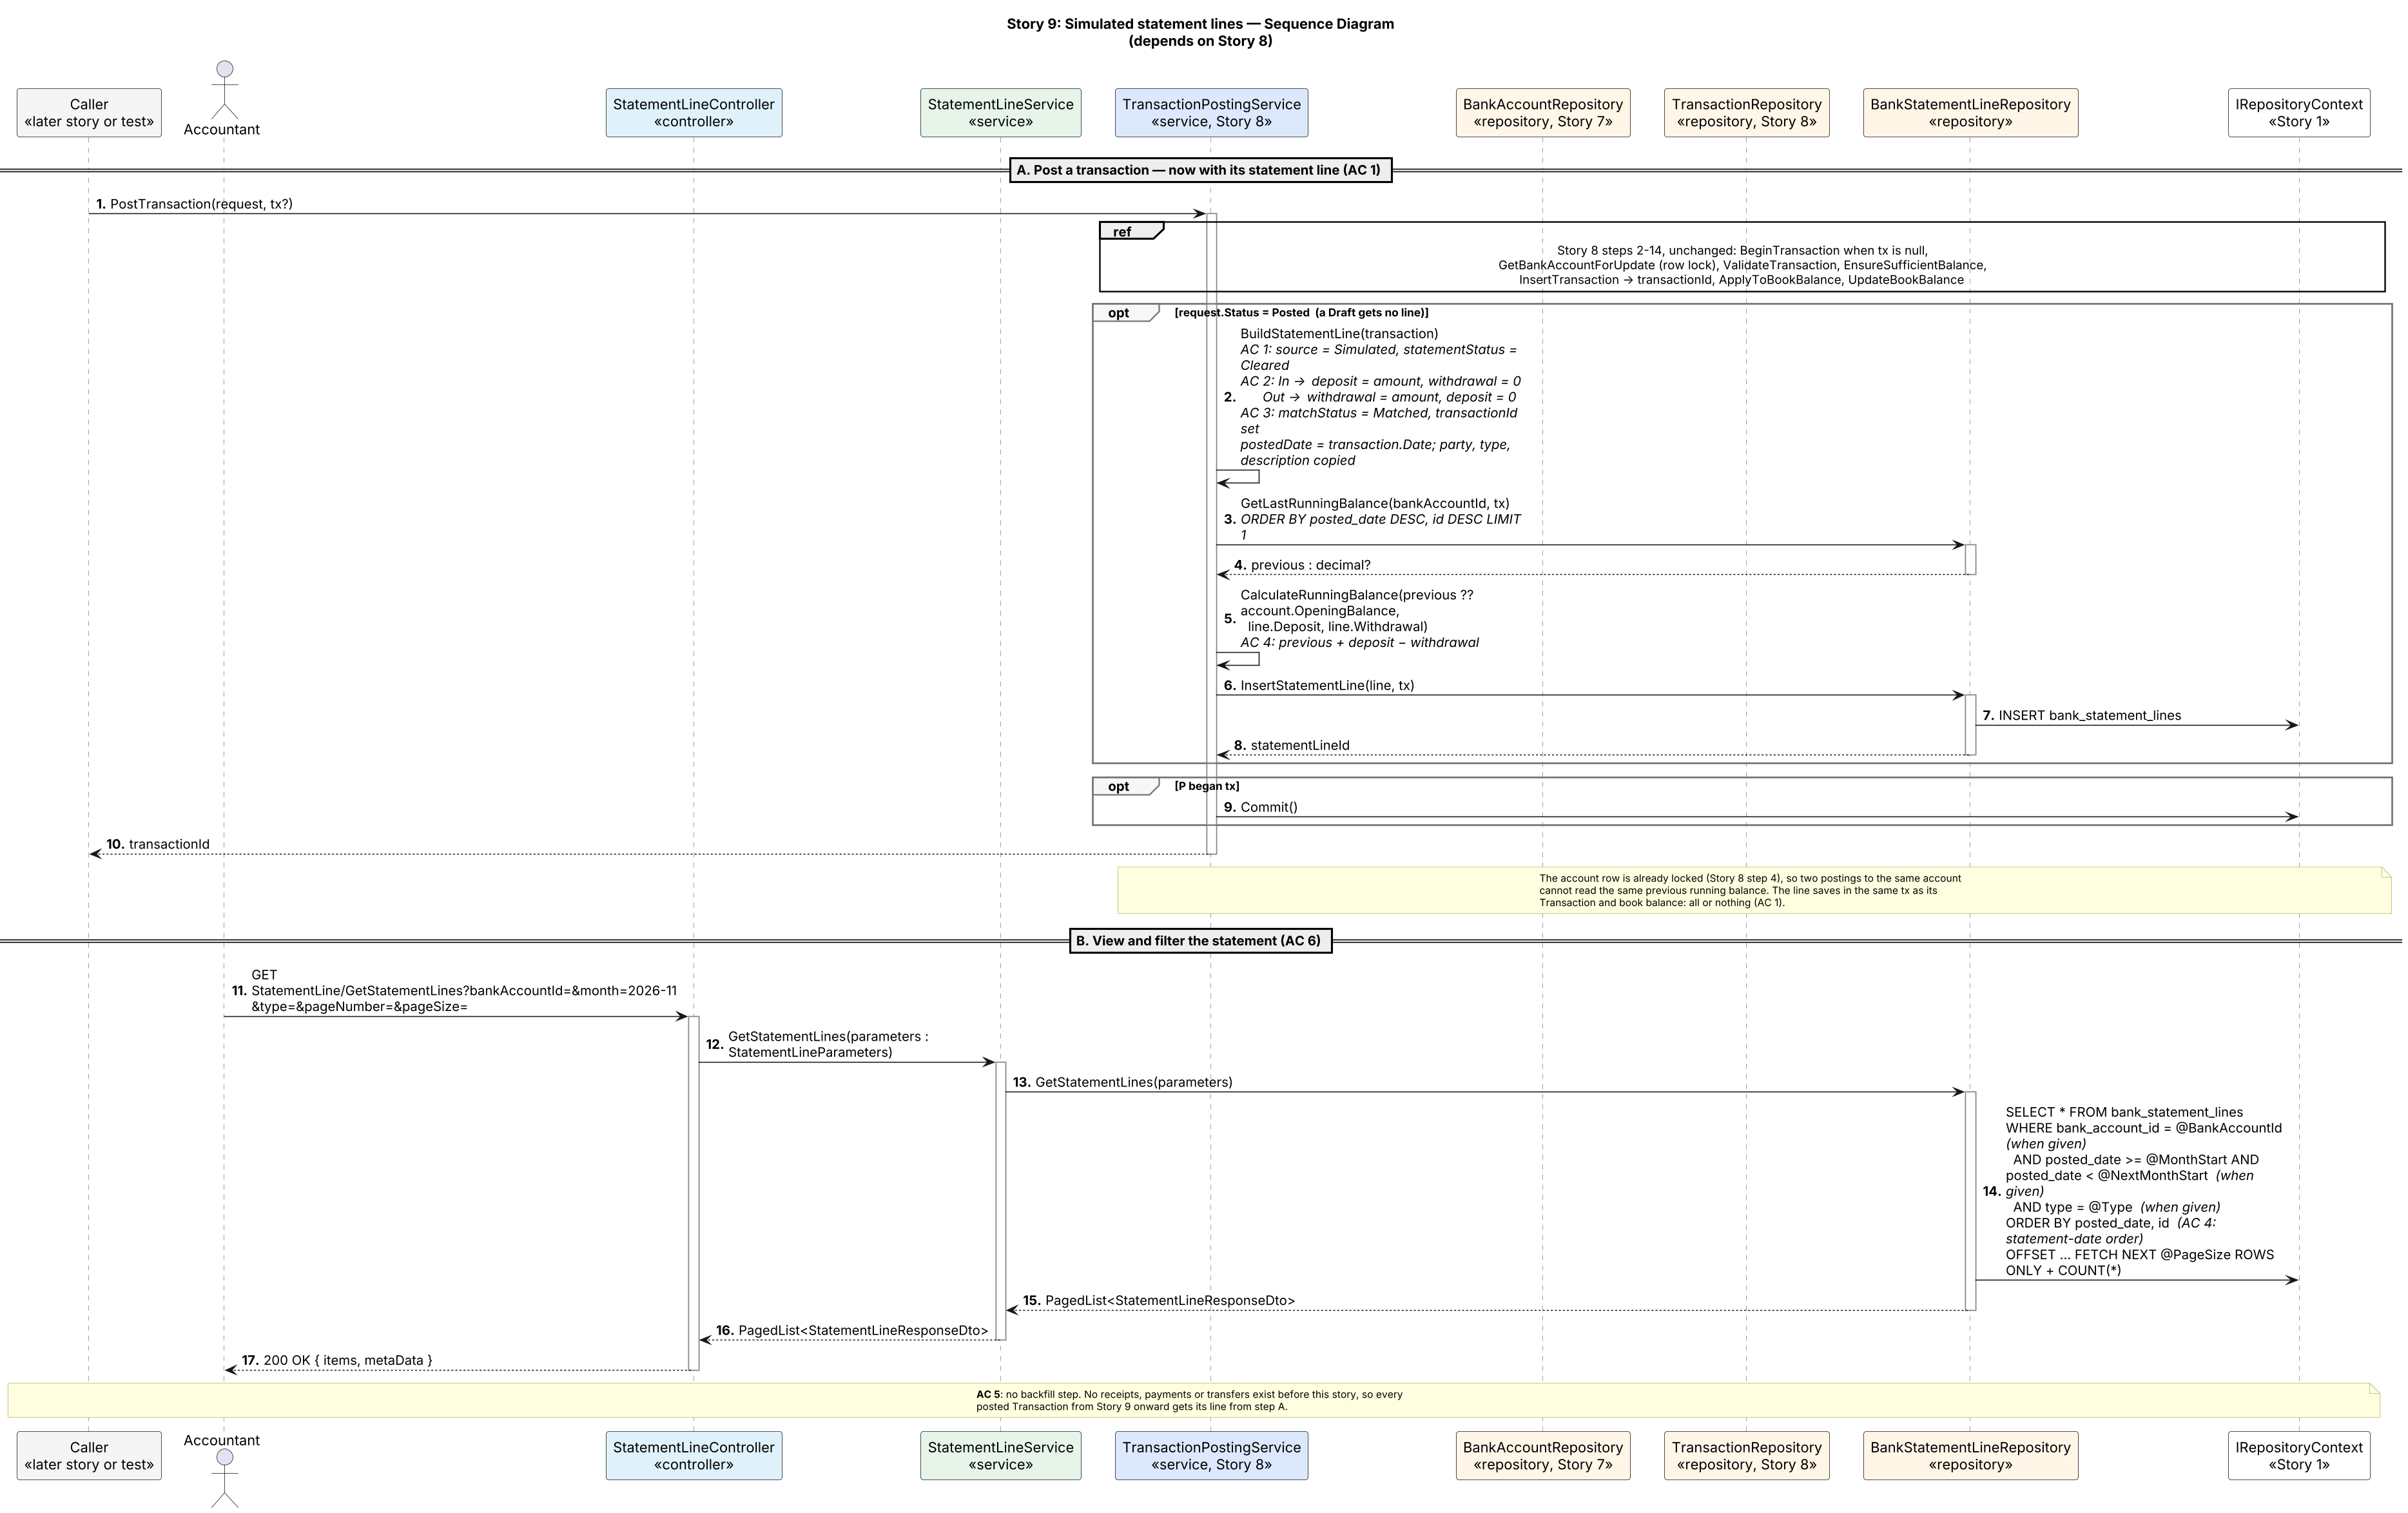 Story 9: Simulated statement lines — Sequence Diagram
(depends on Story 8)
Caller
«later story or test»
Accountant
StatementLineController
«controller»
StatementLineService
«service»
TransactionPostingService
«service, Story 8»
BankAccountRepository
«repository, Story 7»
TransactionRepository
«repository, Story 8»
BankStatementLineRepository
«repository»
IRepositoryContext
«Story 1»
A. Post a transaction — now with its statement line (AC 1)
1. PostTransaction(request, tx?)
ref
Story 8 steps 2-14, unchanged: BeginTransaction when tx is null,
GetBankAccountForUpdate (row lock), ValidateTransaction, EnsureSufficientBalance,
InsertTransaction → transactionId, ApplyToBookBalance, UpdateBookBalance
opt [request.Status = Posted (a Draft gets no line)]
BuildStatementLine(transaction)
AC 1: source = Simulated, statementStatus =
Cleared
AC 2: In → deposit = amount, withdrawal = 0
2. Out → withdrawal = amount, deposit = 0
AC 3: matchStatus = Matched, transactionId
set
postedDate = transaction.Date; party, type,
description copied
GetLastRunningBalance(bankAccountId, tx)
3. ORDER BY posted_date DESC, id DESC LIMIT
1
4. previous : decimal?
CalculateRunningBalance(previous ??
account.OpeningBalance,
5. line.Deposit, line.Withdrawal)
AC 4: previous + deposit − withdrawal
6. InsertStatementLine(line, tx)
7. INSERT bank_statement_lines
8. statementLineId
opt [P began tx]
9. Commit()
10. transactionId
The account row is already locked (Story 8 step 4), so two postings to the same account
cannot read the same previous running balance. The line saves in the same tx as its
Transaction and book balance: all or nothing (AC 1).
B. View and filter the statement (AC 6)
GET
11. StatementLine/GetStatementLines?bankAccountId=&month=2026-11
&type=&pageNumber=&pageSize=
12. GetStatementLines(parameters :
StatementLineParameters)
13. GetStatementLines(parameters)
SELECT * FROM bank_statement_lines
WHERE bank_account_id = @BankAccountId
(when given)
AND posted_date >= @MonthStart AND
posted_date < @NextMonthStart (when
14. given)
AND type = @Type (when given)
ORDER BY posted_date, id (AC 4:
statement-date order)
OFFSET ... FETCH NEXT @PageSize ROWS
ONLY + COUNT(*)
15. PagedList<StatementLineResponseDto>
16. PagedList<StatementLineResponseDto>
17. 200 OK { items, metaData }
AC 5: no backfill step. No receipts, payments or transfers exist before this story, so every
posted Transaction from Story 9 onward gets its line from step A.
Caller
«later story or test»
Accountant
StatementLineController
«controller»
StatementLineService
«service»
TransactionPostingService
«service, Story 8»
BankAccountRepository
«repository, Story 7»
TransactionRepository
«repository, Story 8»
BankStatementLineRepository
«repository»
IRepositoryContext
«Story 1»